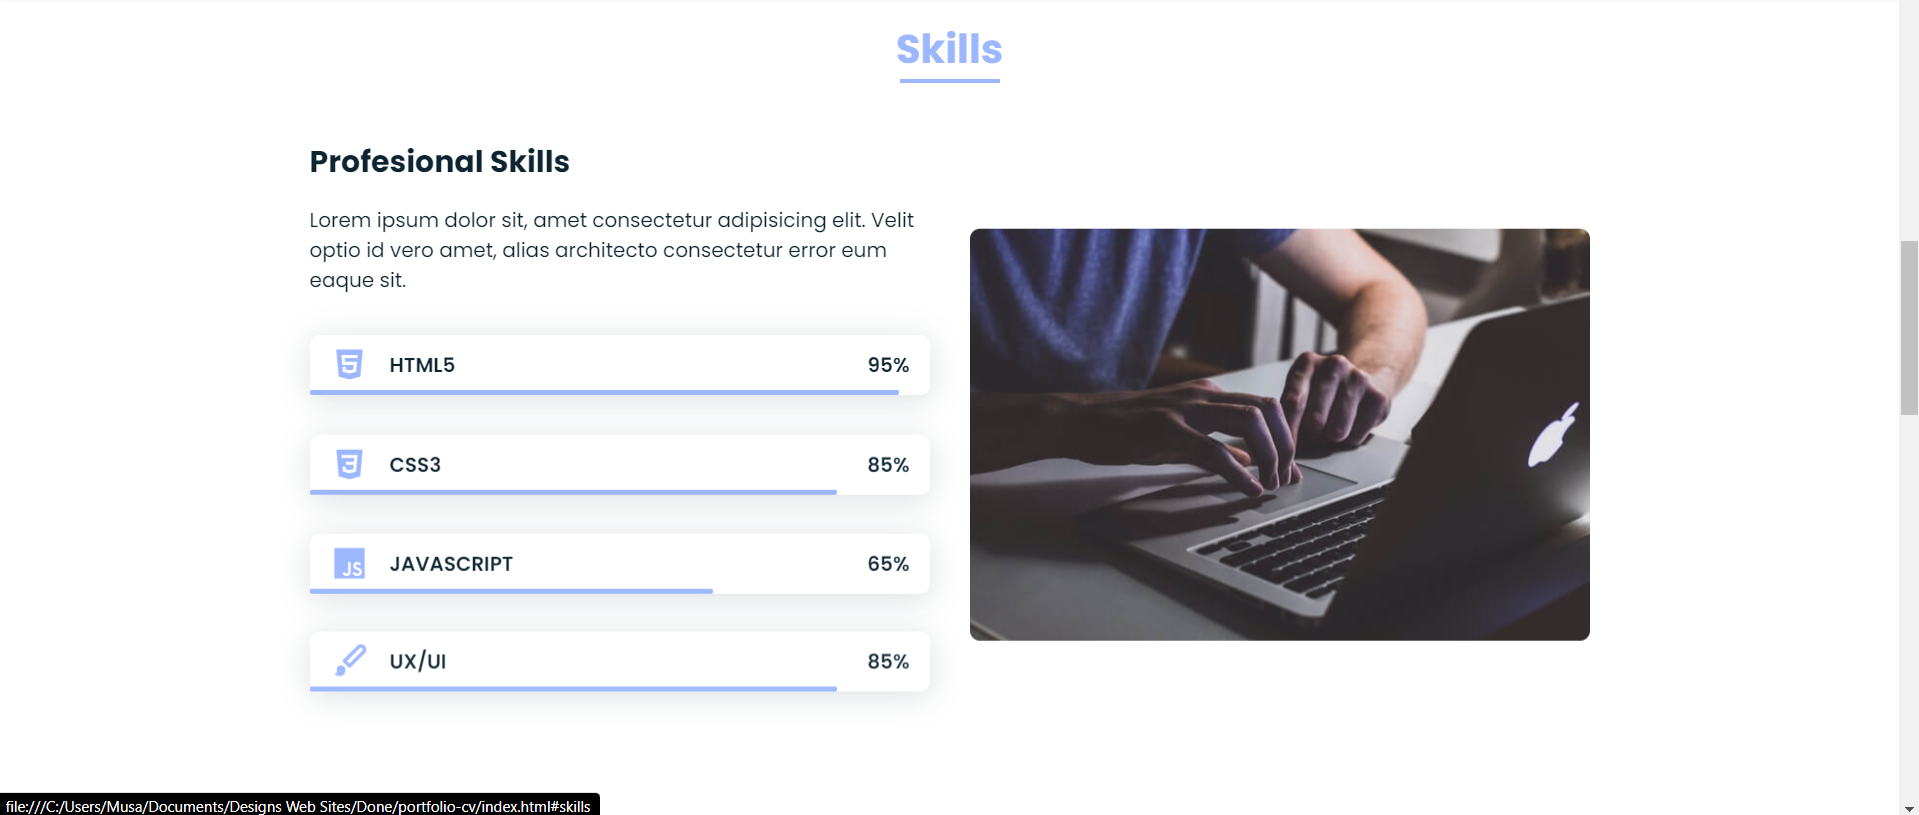 Skills
Profesional Skills
Lorem ipsum dolor sit, amet consectetur adipisicing elit. Velit
optio id vero amet, alias architecto consectetur error eum
eaque sit.
HTML5 95%
CSS3 85%
JS JAVASCRIPT 65%
UX/UI 85%
file:///C:/Users/Musa/Documents/Designs Web Sites/Done/portfolio-cv/index.html#skills